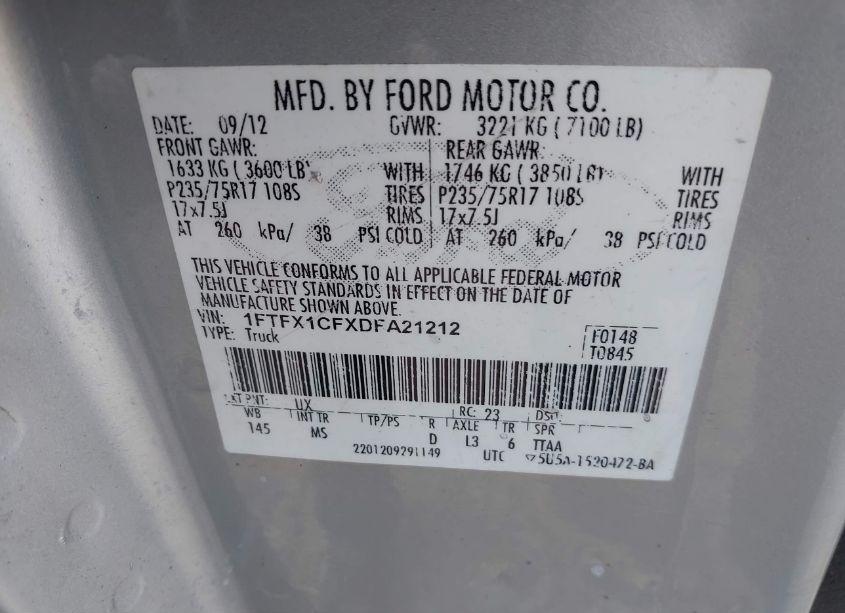 MFD. BY FORD MOTOR CO.
DATE: 09/12 GVWR: 3221 KG ( 7100 LB)
FRONT GAWR: REAR GAWR:
1633 KG ( 3600 LB) WITH 1746 KG ( 3850 LB) WITH
P235/75R17 108S TIRES P235/75R17 108S TIRES
17x7.5J RIMS 17x7.5J RIMS
AT 260 kPa/ 38 PSI COLD AT 260 kPa/ 38 PSI COLD
THIS VEHICLE CONFORMS TO ALL APPLICABLE FEDERAL MOTOR
VEHICLE SAFETY STANDARDS IN EFFECT ON THE DATE OF
MANUFACTURE SHOWN ABOVE.
VIN: 1FTFX1CFXDFA21212
TYPE: Truck
F0148
T0845
EXT PNT: UX RC: 23 DSO:
WB INT TR TP/PS R AXLE TR SPR
145 MS D L3 6 TTAA
2201209291149 UTC 5U5A-1520472-BA